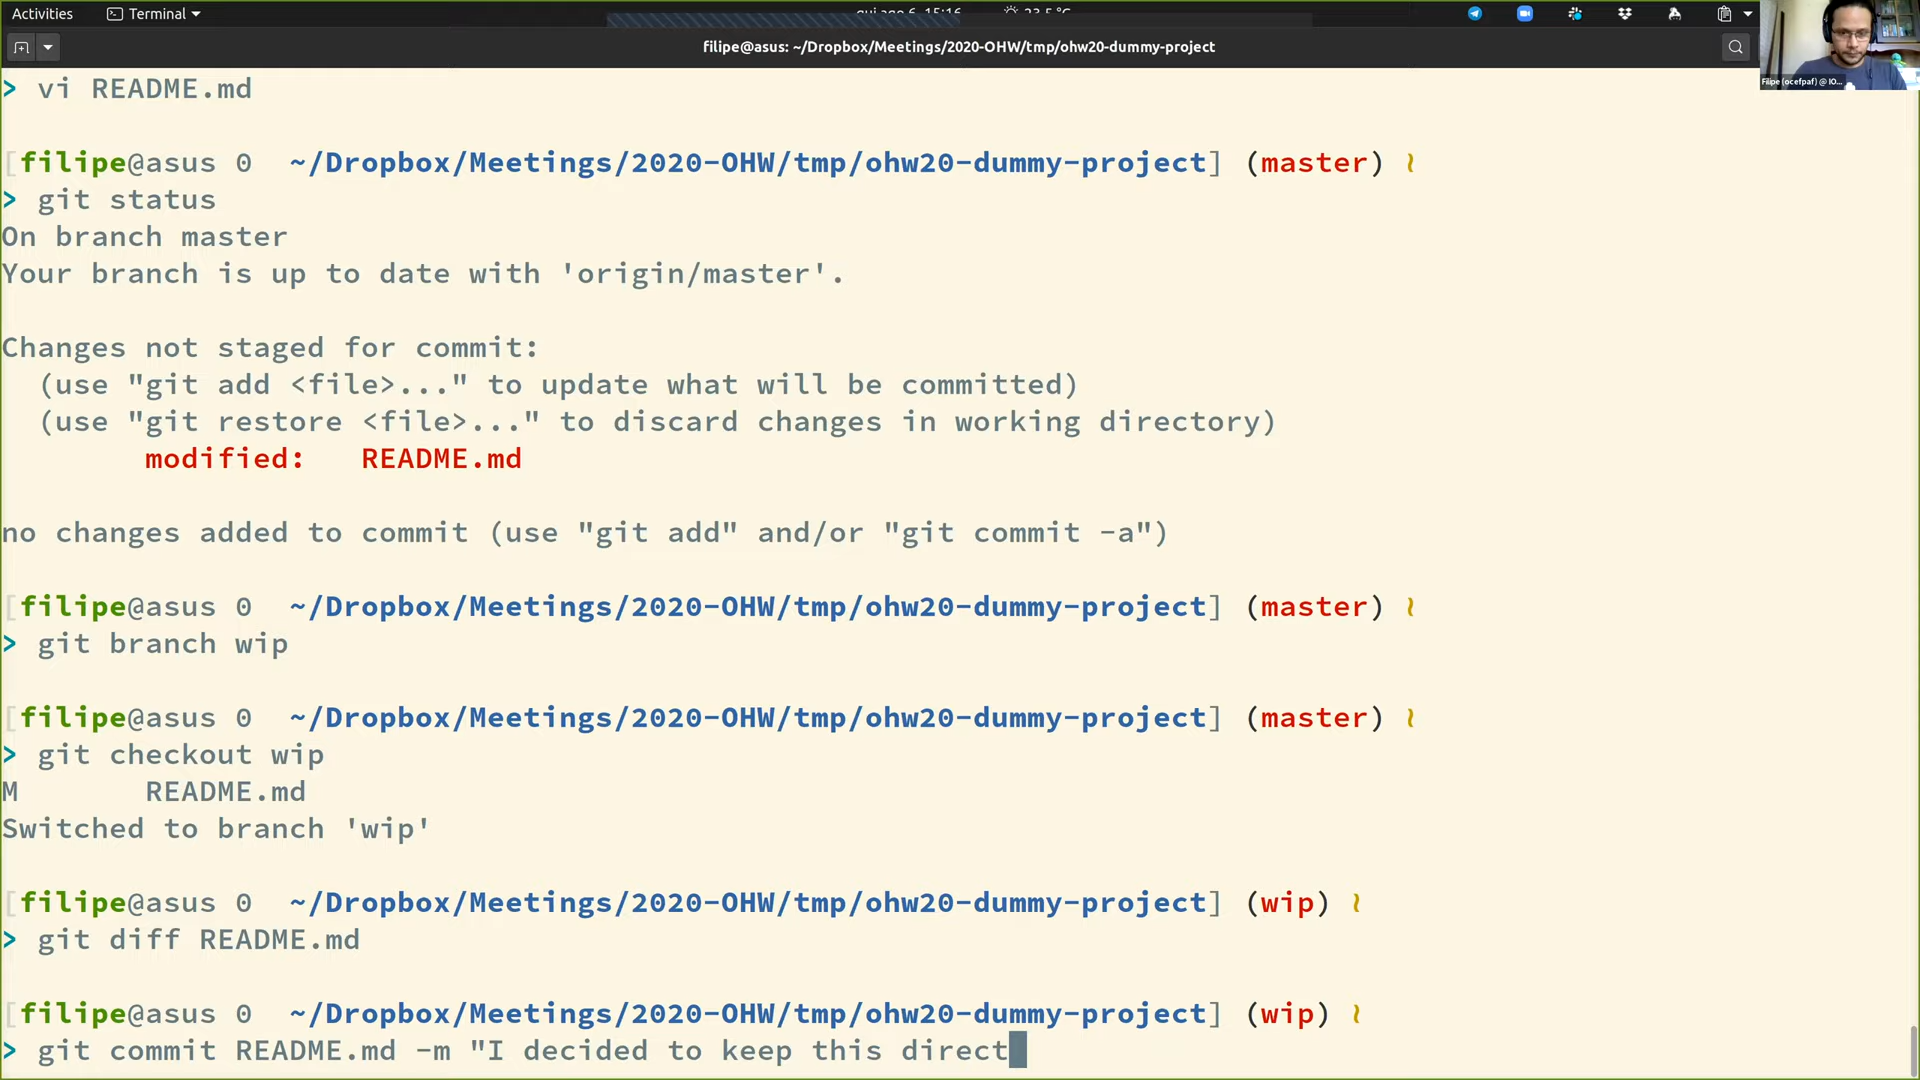 Activities Terminal
filipe@asus: ~/Dropbox/Meetings/2020-OHW/tmp/ohw20-dummy-project
Filipe (ocefpaf) @ IO...
> vi README.md
[filipe@asus 0 ~/Dropbox/Meetings/2020-OHW/tmp/ohw20-dummy-project] (master) ≀
> git status
On branch master
Your branch is up to date with 'origin/master'.
Changes not staged for commit:
(use "git add <file>..." to update what will be committed)
(use "git restore <file>..." to discard changes in working directory)
modified: README.md
no changes added to commit (use "git add" and/or "git commit -a")
[filipe@asus 0 ~/Dropbox/Meetings/2020-OHW/tmp/ohw20-dummy-project] (master) ≀
> git branch wip
[filipe@asus 0 ~/Dropbox/Meetings/2020-OHW/tmp/ohw20-dummy-project] (master) ≀
> git checkout wip
M README.md
Switched to branch 'wip'
[filipe@asus 0 ~/Dropbox/Meetings/2020-OHW/tmp/ohw20-dummy-project] (wip) ≀
> git diff README.md
[filipe@asus 0 ~/Dropbox/Meetings/2020-OHW/tmp/ohw20-dummy-project] (wip) ≀
> git commit README.md -m "I decided to keep this direct